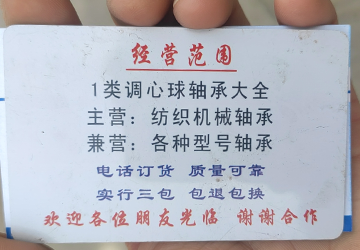 经营范围
1类调心球轴承大全
主营：纺织机械轴承
兼营：各种型号轴承
电话订货 质量可靠
实行三包 包退包换
欢迎各位朋友光临 谢谢合作